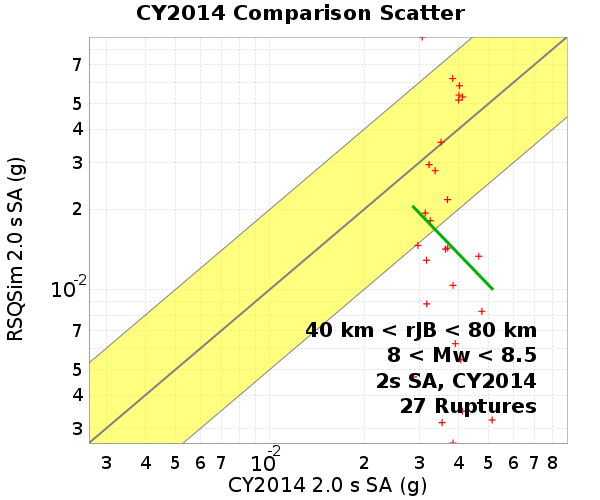 CY2014 Comparison Scatter
RSQSim 2.0 s SA (g)
7
5
4
3
2
10-2
7
5
4
3
40 km < rJB < 80 km
8 < Mw < 8.5
2s SA, CY2014
27 Ruptures
3 4 5 6 7 10-2 2 3 4 5 6 7 8
CY2014 2.0 s SA (g)